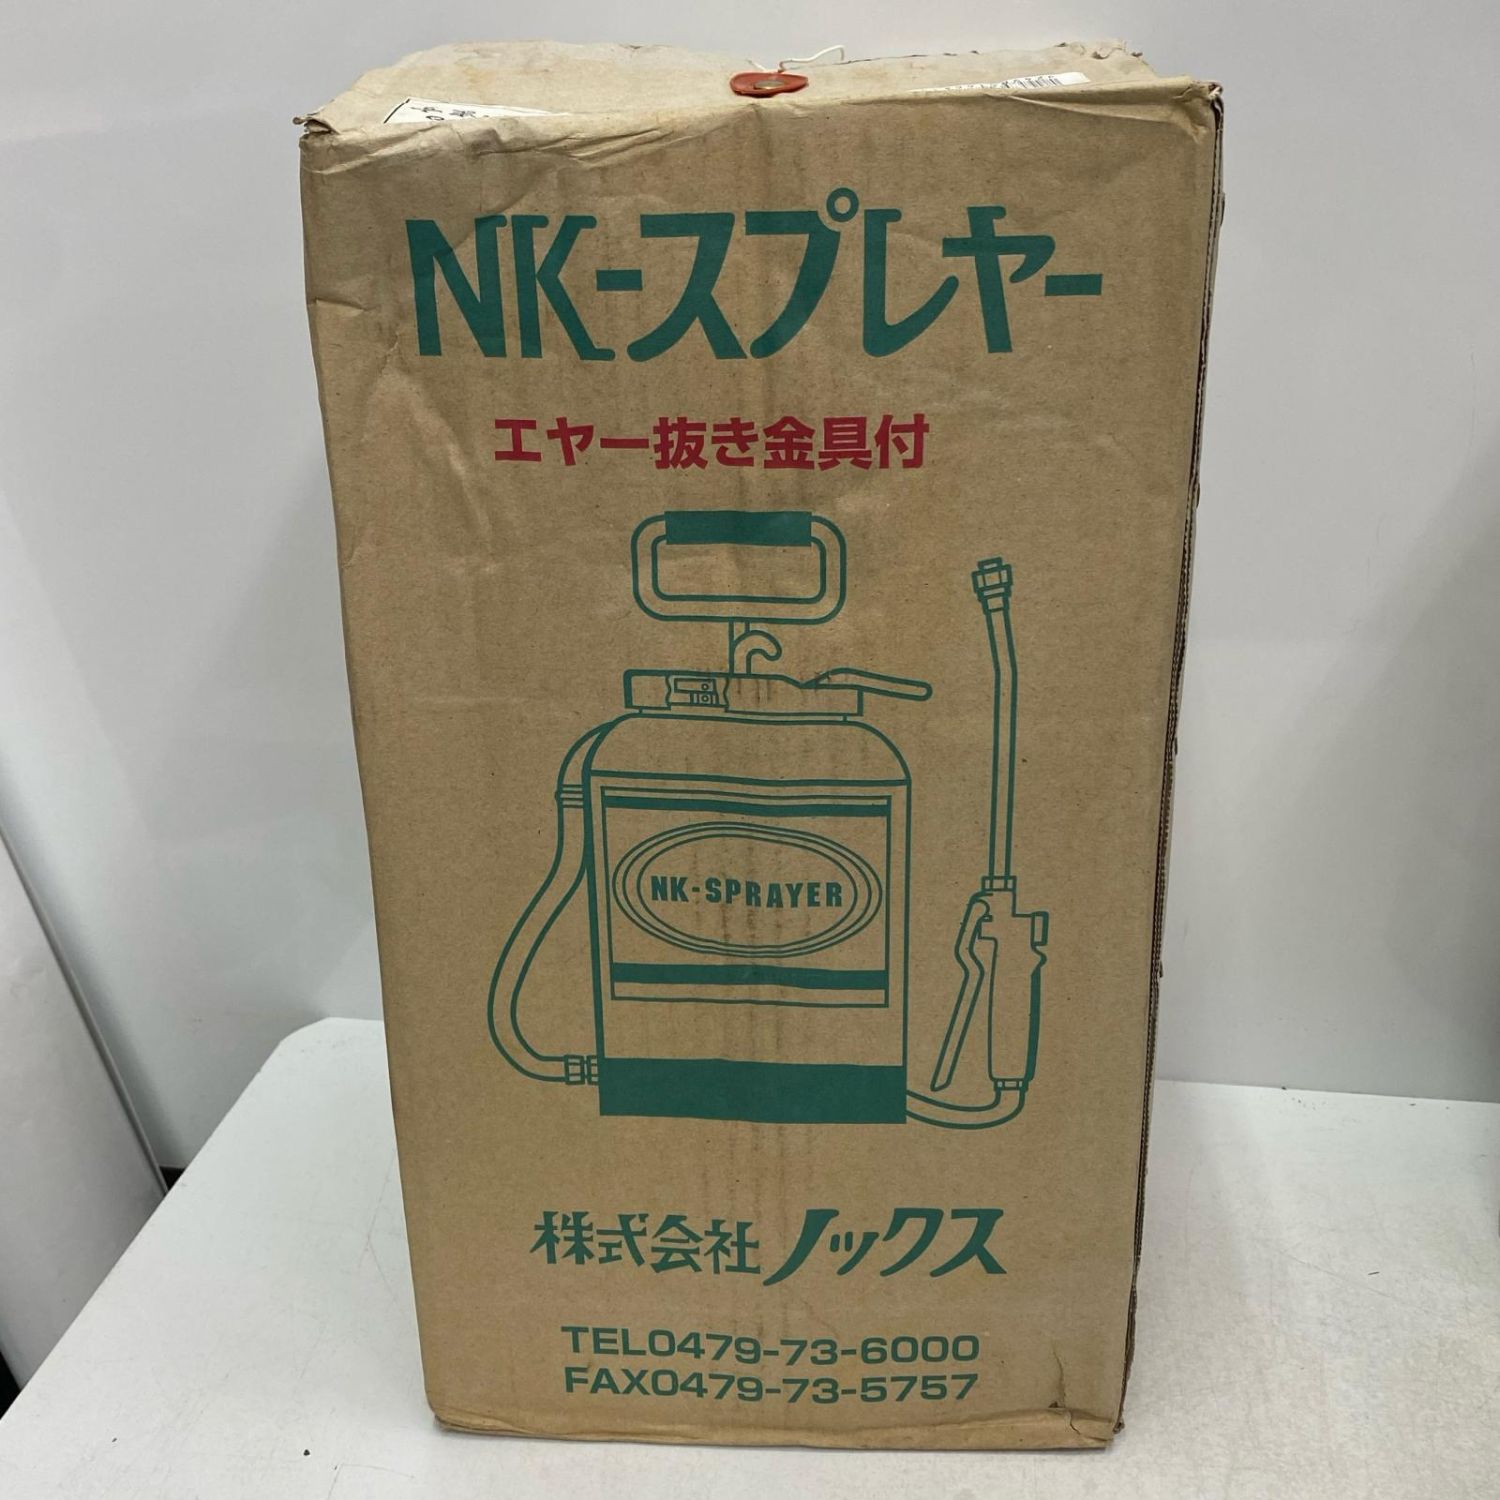 NK-スプレヤー
エヤー抜き金具付
NK-SPRAYER
株式会社ノックス
TEL0479-73-6000
FAX0479-73-5757